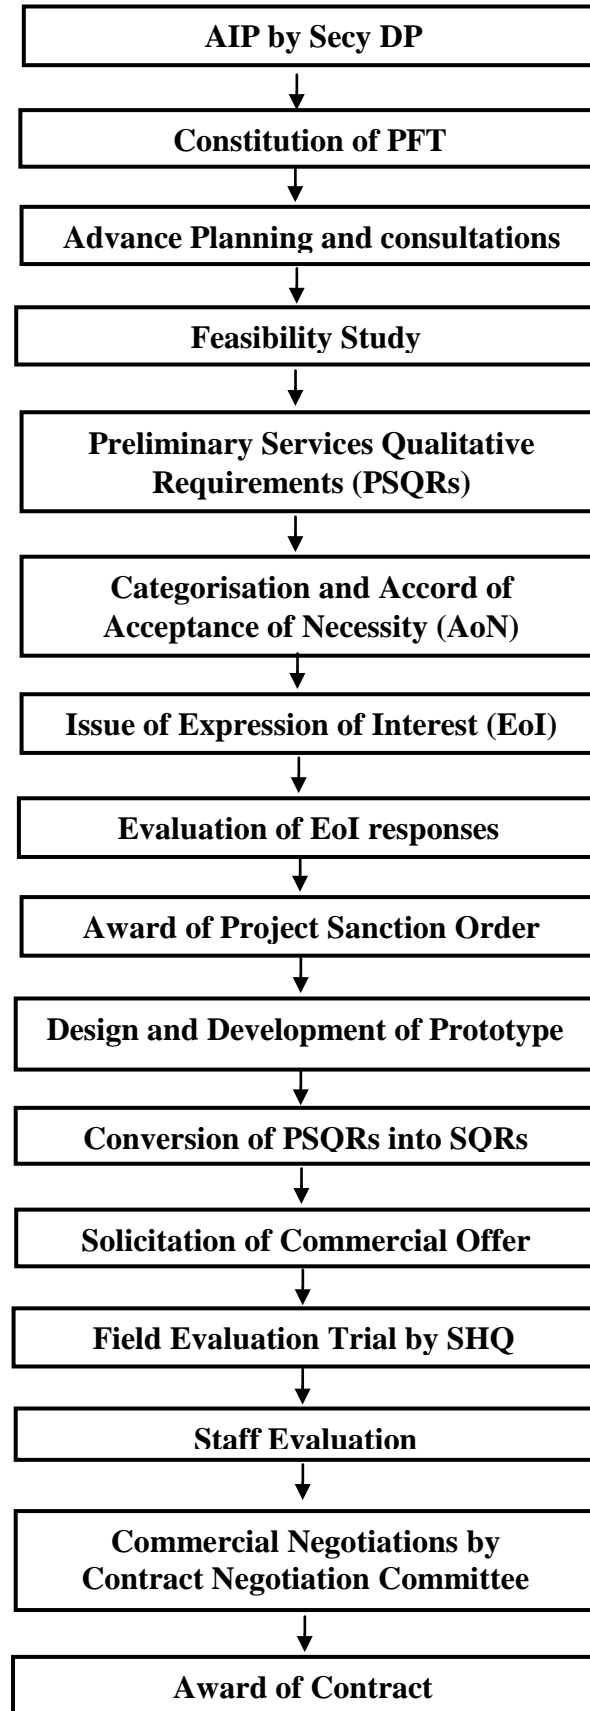 AIP by Secy DP
Constitution of PFT
Advance Planning and consultations
Feasibility Study
Preliminary Services Qualitative
Requirements (PSQRs)
Categorisation and Accord of
Acceptance of Necessity (AoN)
Issue of Expression of Interest (EoI)
Evaluation of EoI responses
Award of Project Sanction Order
Design and Development of Prototype
Conversion of PSQRs into SQRs
Solicitation of Commercial Offer
Field Evaluation Trial by SHQ
Staff Evaluation
Commercial Negotiations by
Contract Negotiation Committee
Award of Contract